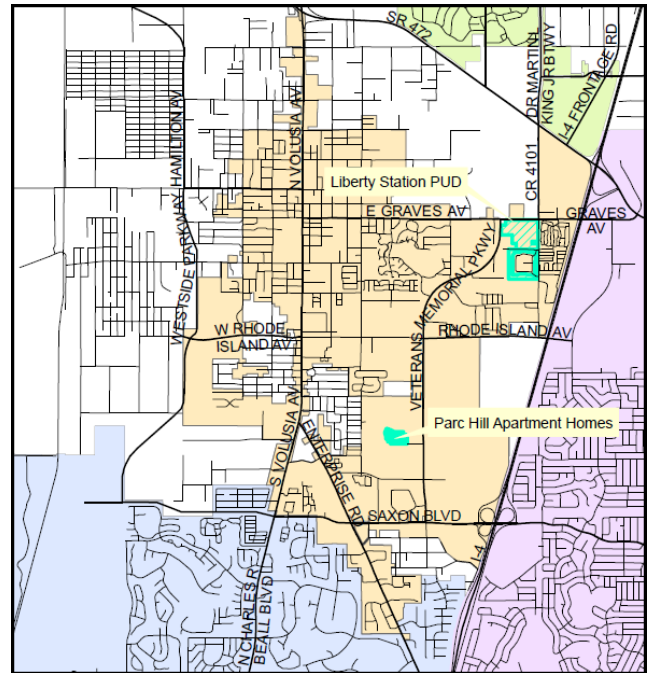 SR 472
DR MARTIN L
KING JR BTWY
I-4 FRONTAGE RD
HAMILTON AV
N VOLUSIA AV
CR 4101
Liberty Station PUD
E GRAVES AV
GRAVES
AV
WESTSIDE PARKWAY
VETERANS MEMORIAL PKWY
W RHODE
ISLAND AV
RHODE ISLAND AV
S VOLUSIA AV
Parc Hill Apartment Homes
ENTERPRISE RD
SAXON BLVD
I-4
N CHARLES R
BEALL BLVD